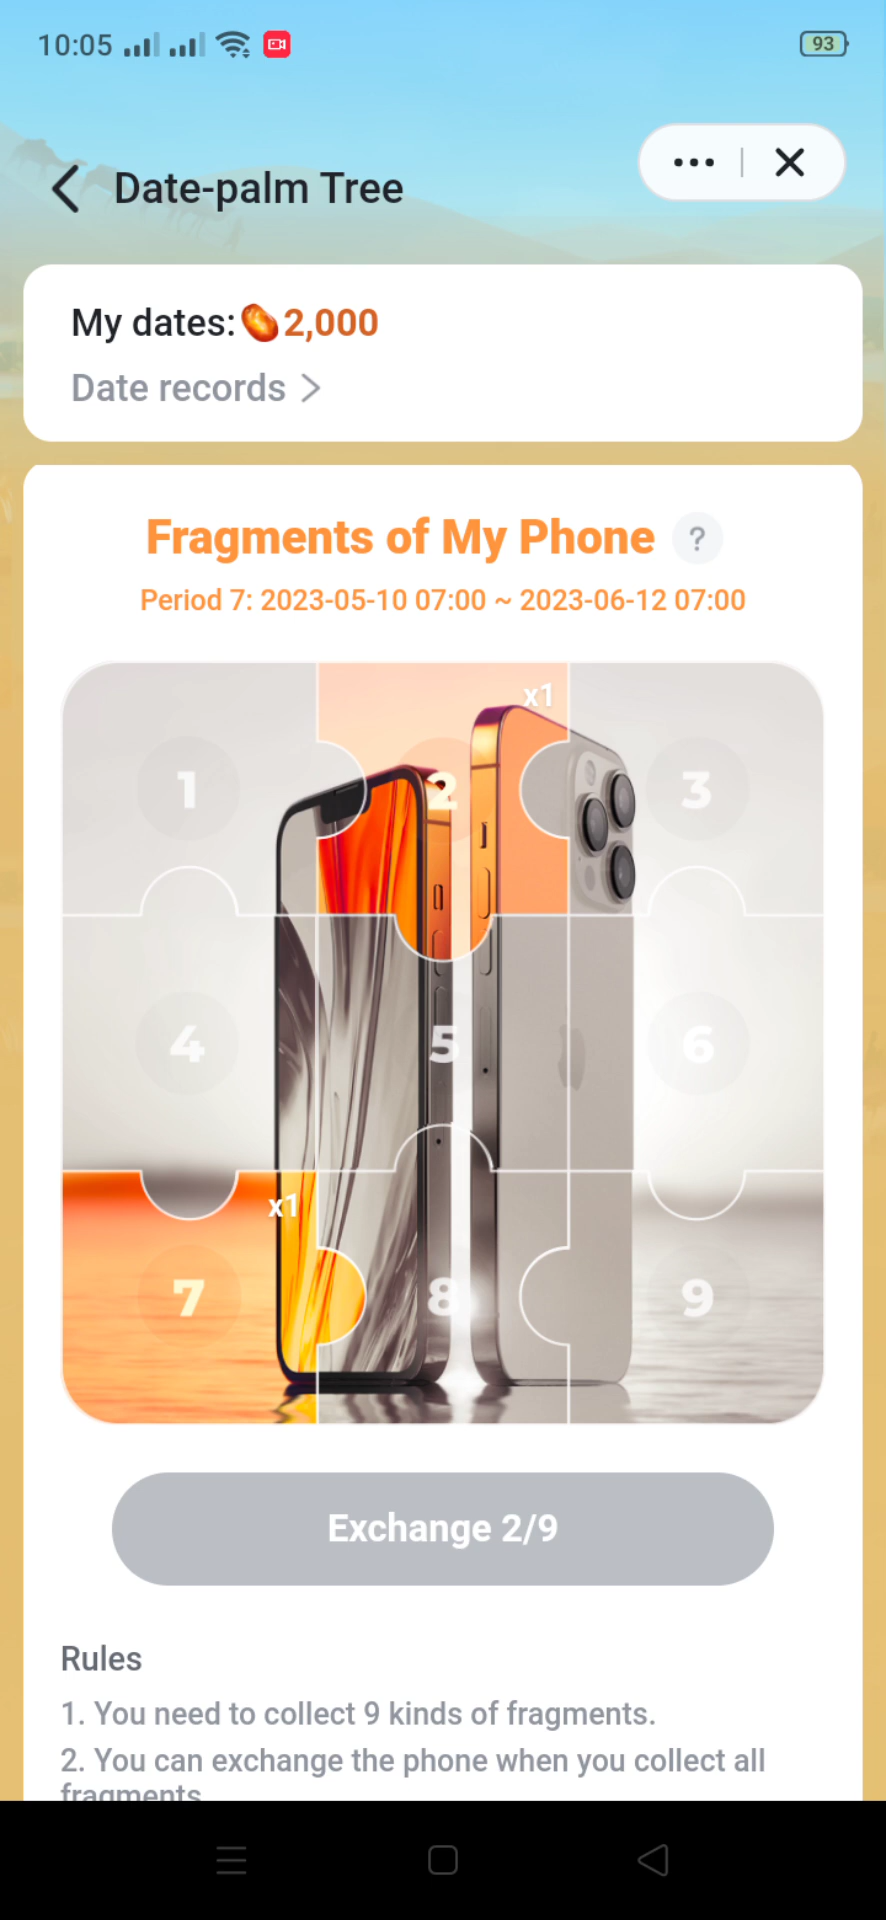 10:05
93
Date-palm Tree
My dates: 2,000
Date records
Fragments of My Phone ?
Period 7: 2023-05-10 07:00 ~ 2023-06-12 07:00
x1
1 2 3
4 5 6
x1
7 8 9
Exchange 2/9
Rules
1. You need to collect 9 kinds of fragments.
2. You can exchange the phone when you collect all
fragments